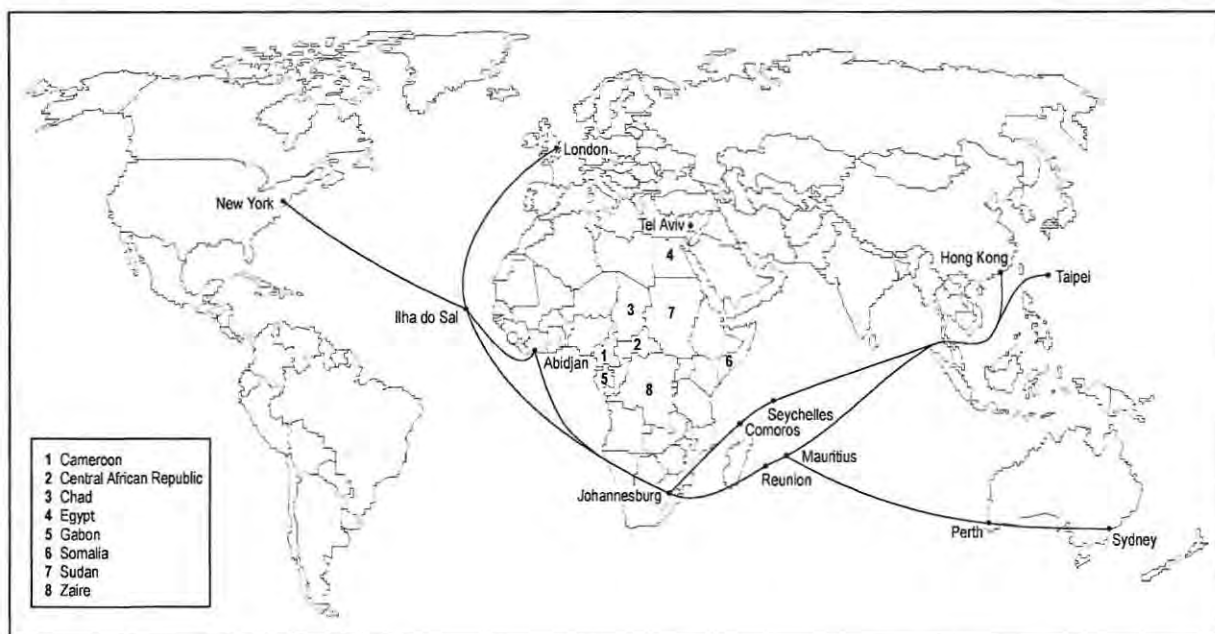 London
New York
Tel Aviv
4
Hong Kong
Taipei
Ilha do Sal
3
7
2
Abidjan
1
6
5
8
Seychelles
Comoros
Mauritius
Reunion
Johannesburg
Perth
Sydney
1 Cameroon
2 Central African Republic
3 Chad
4 Egypt
5 Gabon
6 Somalia
7 Sudan
8 Zaire